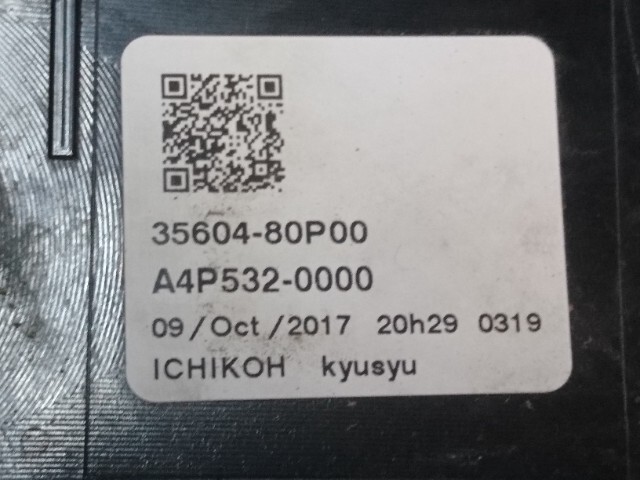 35604-80P00
A4P532-0000
09/Oct/2017 20h29 0319
ICHIKOH kyusyu